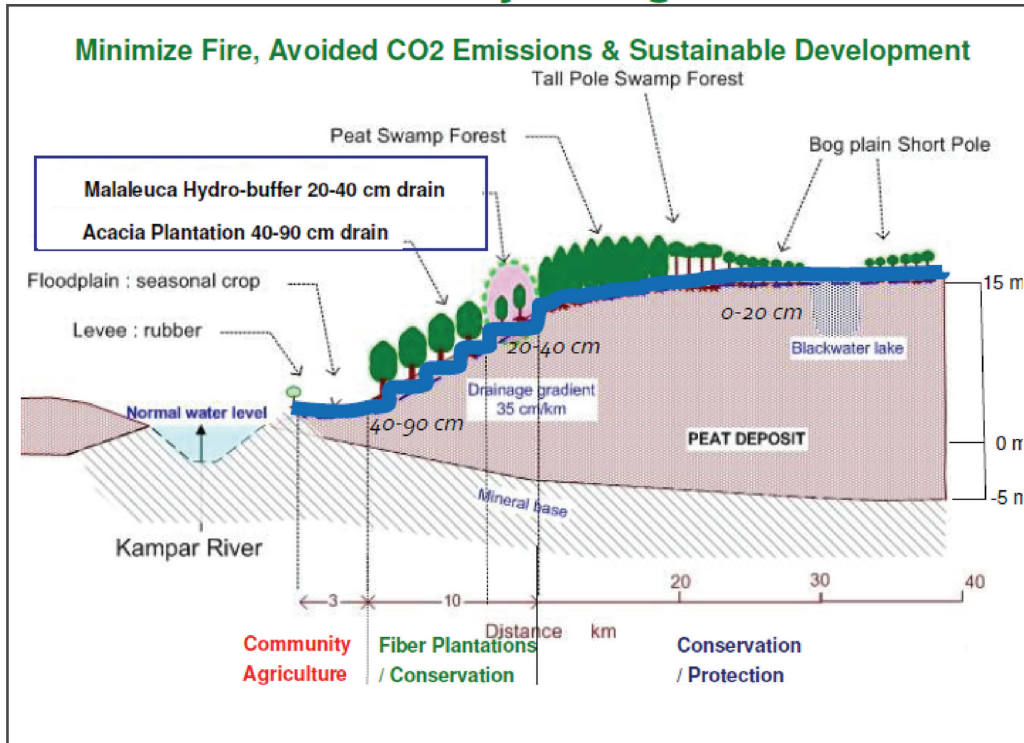 Minimize Fire, Avoided CO2 Emissions & Sustainable Development
Tall Pole Swamp Forest
Peat Swamp Forest
Bog plain Short Pole
Malaleuca Hydro-buffer 20-40 cm drain
Acacia Plantation 40-90 cm drain
Floodplain : seasonal crop
Levee : rubber
15 m
0-20 cm
20-40 cm
Blackwater lake
Drainage gradient
35 cm/km
Normal water level
40-90 cm
PEAT DEPOSIT
0 m
-5 m
Mineral base
Kampar River
20
30
40
3
10
Distance km
Community
Agriculture
Fiber Plantations
/ Conservation
Conservation
/ Protection